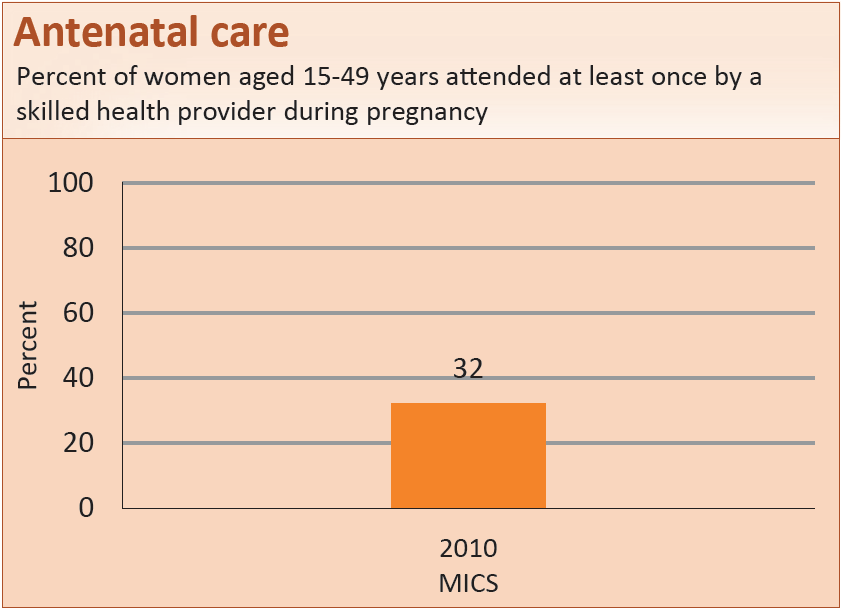 Antenatal care
Percent of women aged 15-49 years attended at least once by a
skilled health provider during pregnancy
100
80
60
40
20
0
Percent
32
2010
MICS